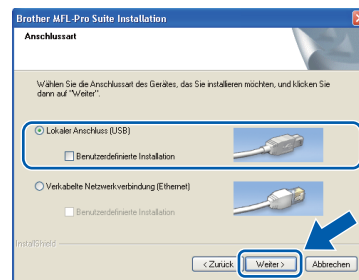 Brother MFL-Pro Suite Installation
Anschlussart
Wählen Sie die Anschlussart des Gerätes, das Sie installieren möchten, und klicken Sie
dann auf "Weiter".
Lokaler Anschluss (USB)
Benutzerdefinierte Installation
Verkabelte Netzwerkverbindung (Ethernet)
Benutzerdefinierte Installation
InstallShield
< Zurück Weiter > Abbrechen